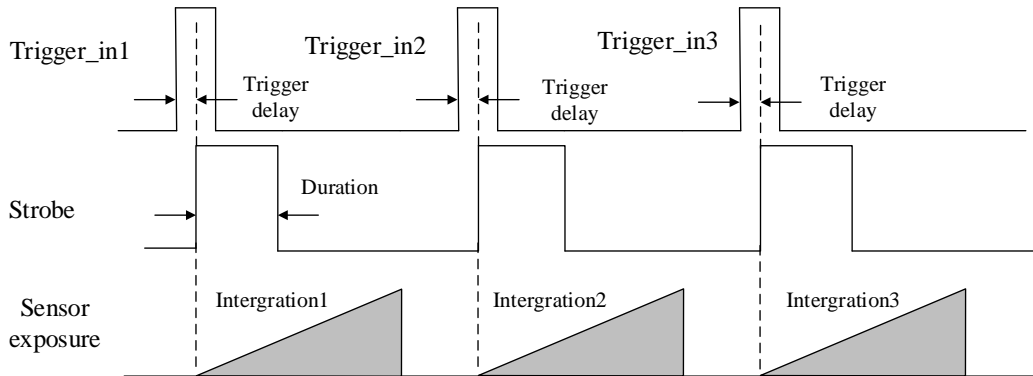 Trigger_in1
Trigger_in2
Trigger_in3
Trigger
delay
Trigger
delay
Trigger
delay
Strobe
Duration
Sensor
exposure
Intergration1
Intergration2
Intergration3